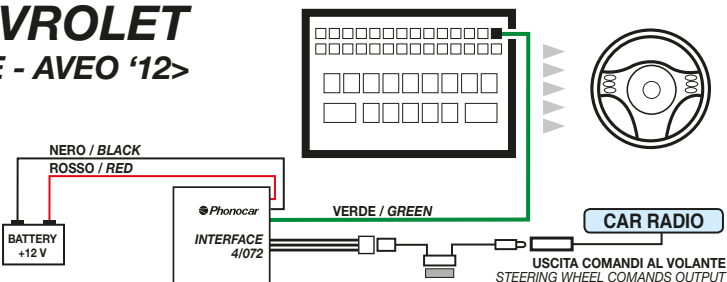 VROLET
- AVEO ‘12>
NERO / BLACK
ROSSO / RED
BATTERY
+12 V
Phonocar
INTERFACE
4/072
VERDE / GREEN
CAR RADIO
USCITA COMANDI AL VOLANTE
STEERING WHEEL COMANDS OUTPUT